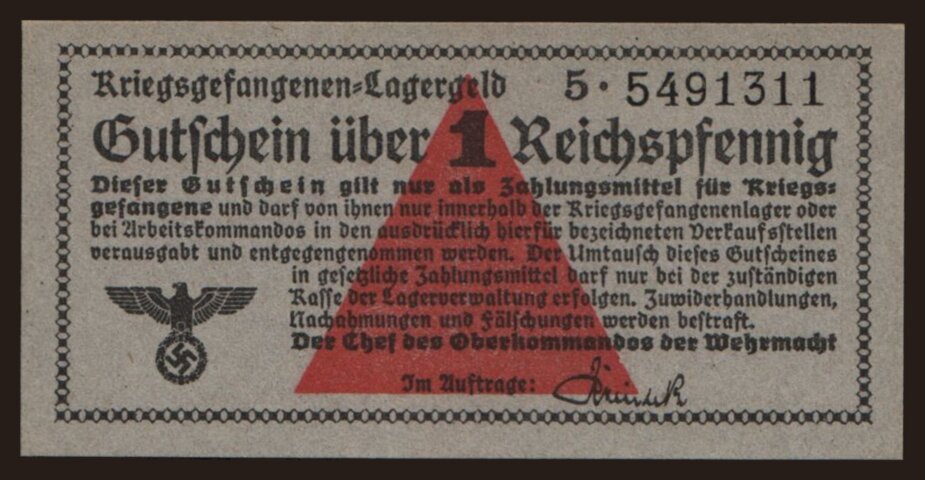 Kriegsgefangenen-Lagergeld 5 · 5491311
Gutschein über 1 Reichspfennig
Dieser Gutschein gilt nur als Zahlungsmittel für Kriegs-
gefangene und darf von ihnen nur innerhalb der Kriegsgefangenenlager oder
bei Arbeitskommandos in den ausdrücklich hierfür bezeichneten Verkaufsstellen
verausgabt und entgegengenommen werden. Der Umtausch dieses Gutscheines
in gesetzliche Zahlungsmittel darf nur bei der zuständigen
Kasse der Lagerverwaltung erfolgen. Zuwiderhandlungen,
Nachahmungen und Fälschungen werden bestraft.
Der Chef des Oberkommandos der Wehrmacht
Im Auftrage: